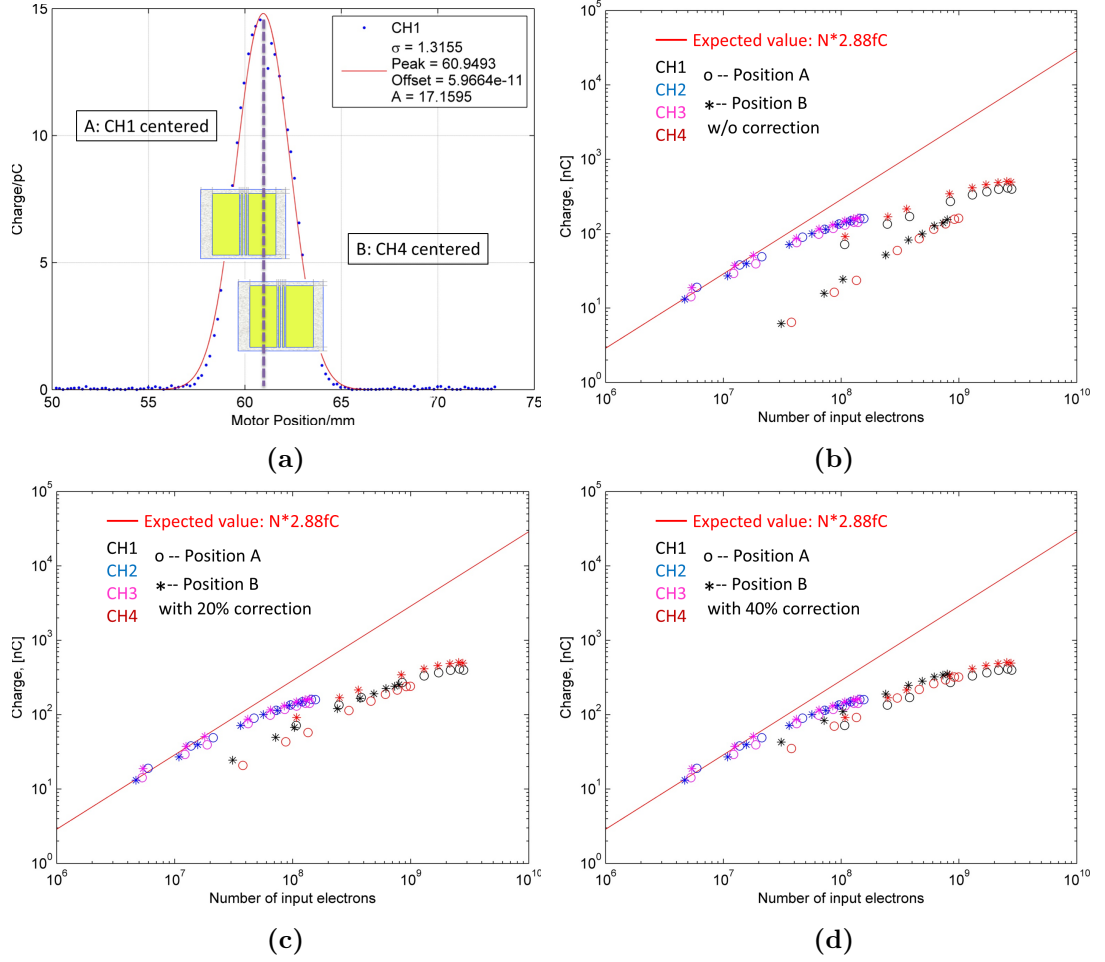 15
10
5
0
50 55 60 65 70 75
Charge/pC
Motor Position/mm
CH1
σ = 1.3155
Peak = 60.9493
Offset = 5.9664e-11
A = 17.1595
A: CH1 centered
B: CH4 centered
(a)
10^5
10^4
10^3
10^2
10^1
10^0
10^6 10^7 10^8 10^9 10^10
Charge, [nC]
Number of input electrons
Expected value: N*2.88fC
CH1
CH2
CH3
CH4
o -- Position A
*-- Position B
w/o correction
(b)
10^5
10^4
10^3
10^2
10^1
10^0
10^6 10^7 10^8 10^9 10^10
Charge, [nC]
Number of input electrons
Expected value: N*2.88fC
CH1
CH2
CH3
CH4
o -- Position A
*-- Position B
with 20% correction
(c)
10^5
10^4
10^3
10^2
10^1
10^0
10^6 10^7 10^8 10^9 10^10
Charge, [nC]
Number of input electrons
Expected value: N*2.88fC
CH1
CH2
CH3
CH4
o -- Position A
*-- Position B
with 40% correction
(d)